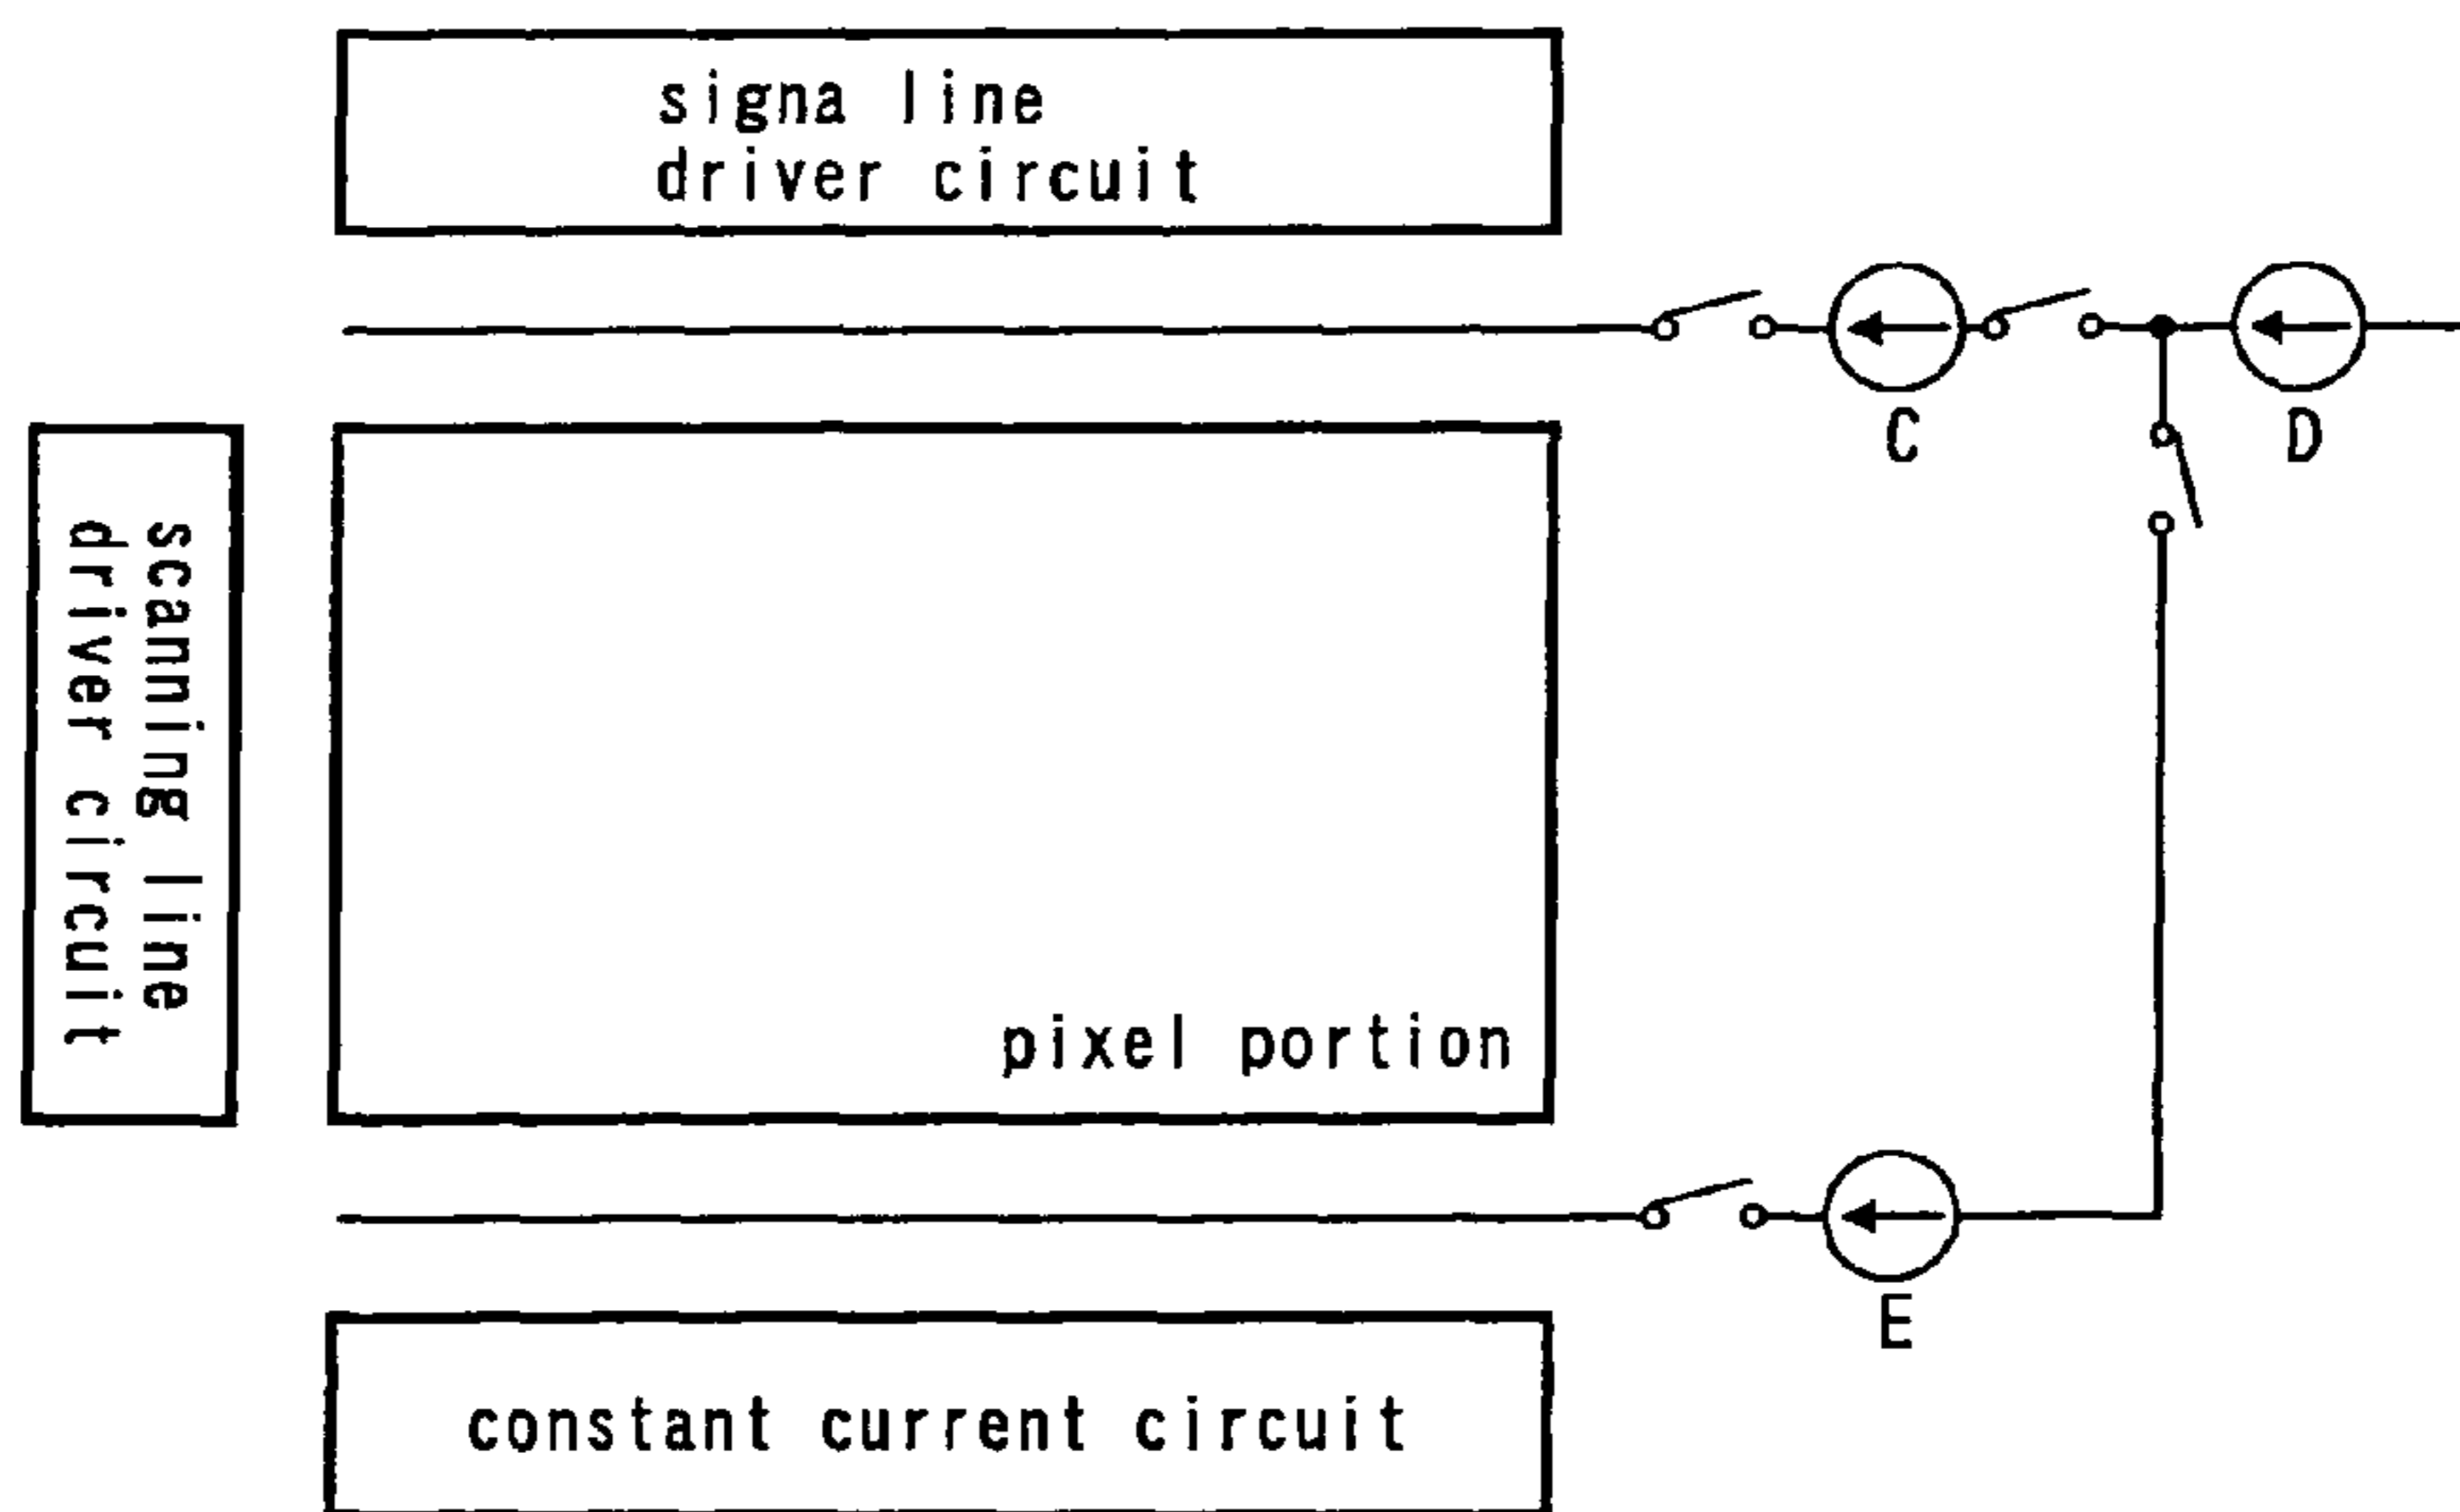 signa line
driver circuit
C
D
scanning line
driver circuit
pixel portion
E
constant current circuit